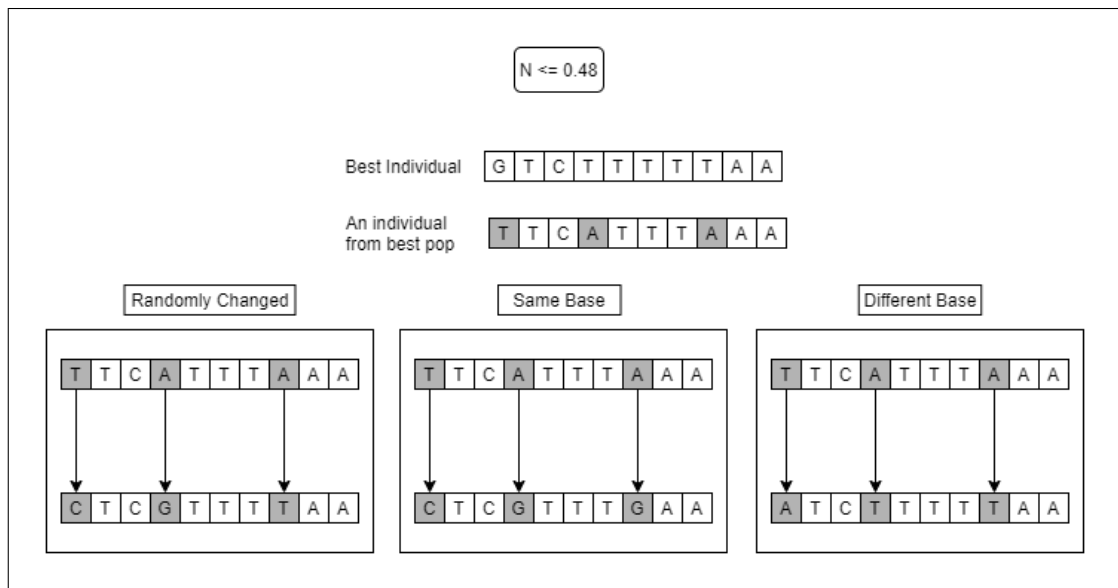 N <= 0.48
Best Individual G T C T T T T T A A
An individual
from best pop T T C A T T T A A A
Randomly Changed Same Base Different Base
T T C A T T T A A A T T C A T T T A A A T T C A T T T A A A
C T C G T T T T A A C T C G T T T G A A A T C T T T T T A A